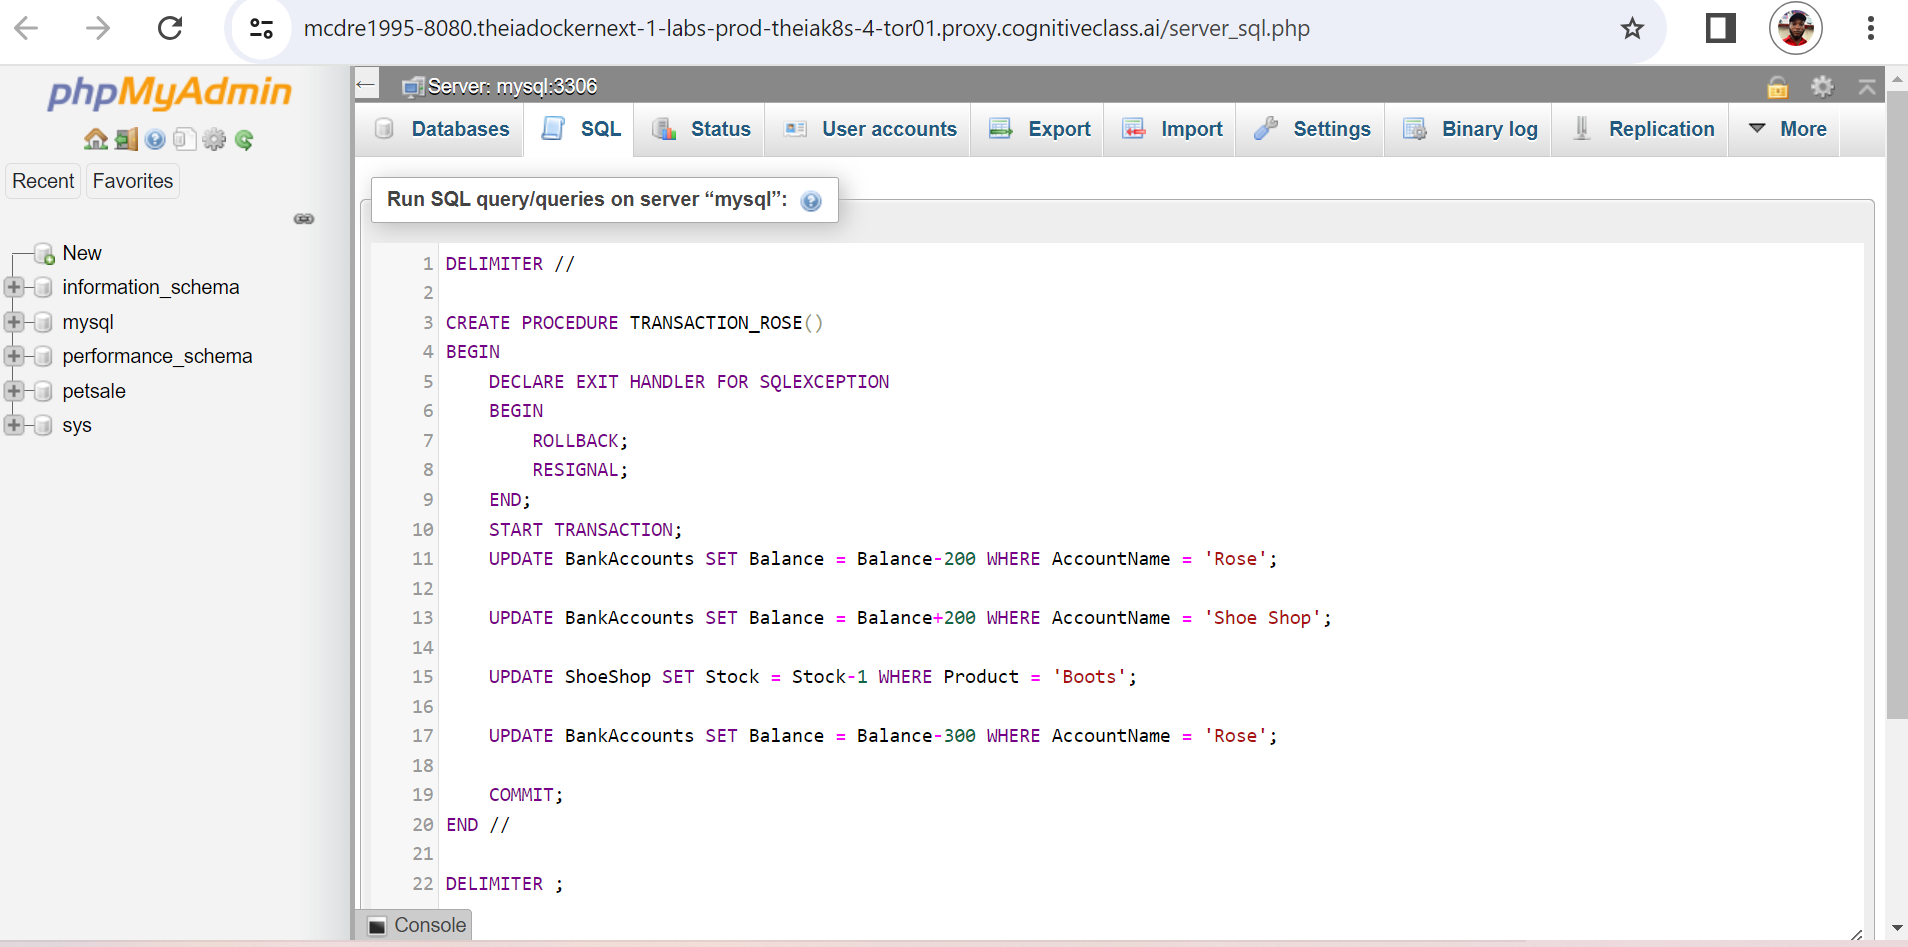 mcdre1995-8080.theiadockernext-1-labs-prod-theiak8s-4-tor01.proxy.cognitiveclass.ai/server_sql.php
phpMyAdmin
Recent
Favorites
New
information_schema
mysql
performance_schema
petsale
sys
Server: mysql:3306
Databases
SQL
Status
User accounts
Export
Import
Settings
Binary log
Replication
More
Run SQL query/queries on server “mysql”:
1 DELIMITER //
2
3 CREATE PROCEDURE TRANSACTION_ROSE()
4 BEGIN
5     DECLARE EXIT HANDLER FOR SQLEXCEPTION
6     BEGIN
7         ROLLBACK;
8         RESIGNAL;
9     END;
10     START TRANSACTION;
11     UPDATE BankAccounts SET Balance = Balance-200 WHERE AccountName = 'Rose';
12
13     UPDATE BankAccounts SET Balance = Balance+200 WHERE AccountName = 'Shoe Shop';
14
15     UPDATE ShoeShop SET Stock = Stock-1 WHERE Product = 'Boots';
16
17     UPDATE BankAccounts SET Balance = Balance-300 WHERE AccountName = 'Rose';
18
19     COMMIT;
20 END //
21
22 DELIMITER ;
Console